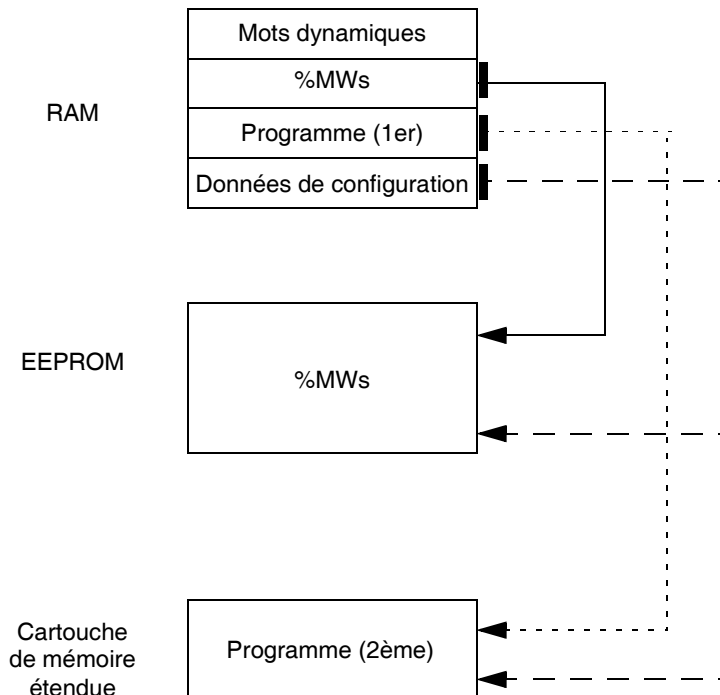 Mots dynamiques
%MWs
RAM
Programme (1er)
Données de configuration
EEPROM
%MWs
Cartouche
de mémoire
étendue
Programme (2ème)